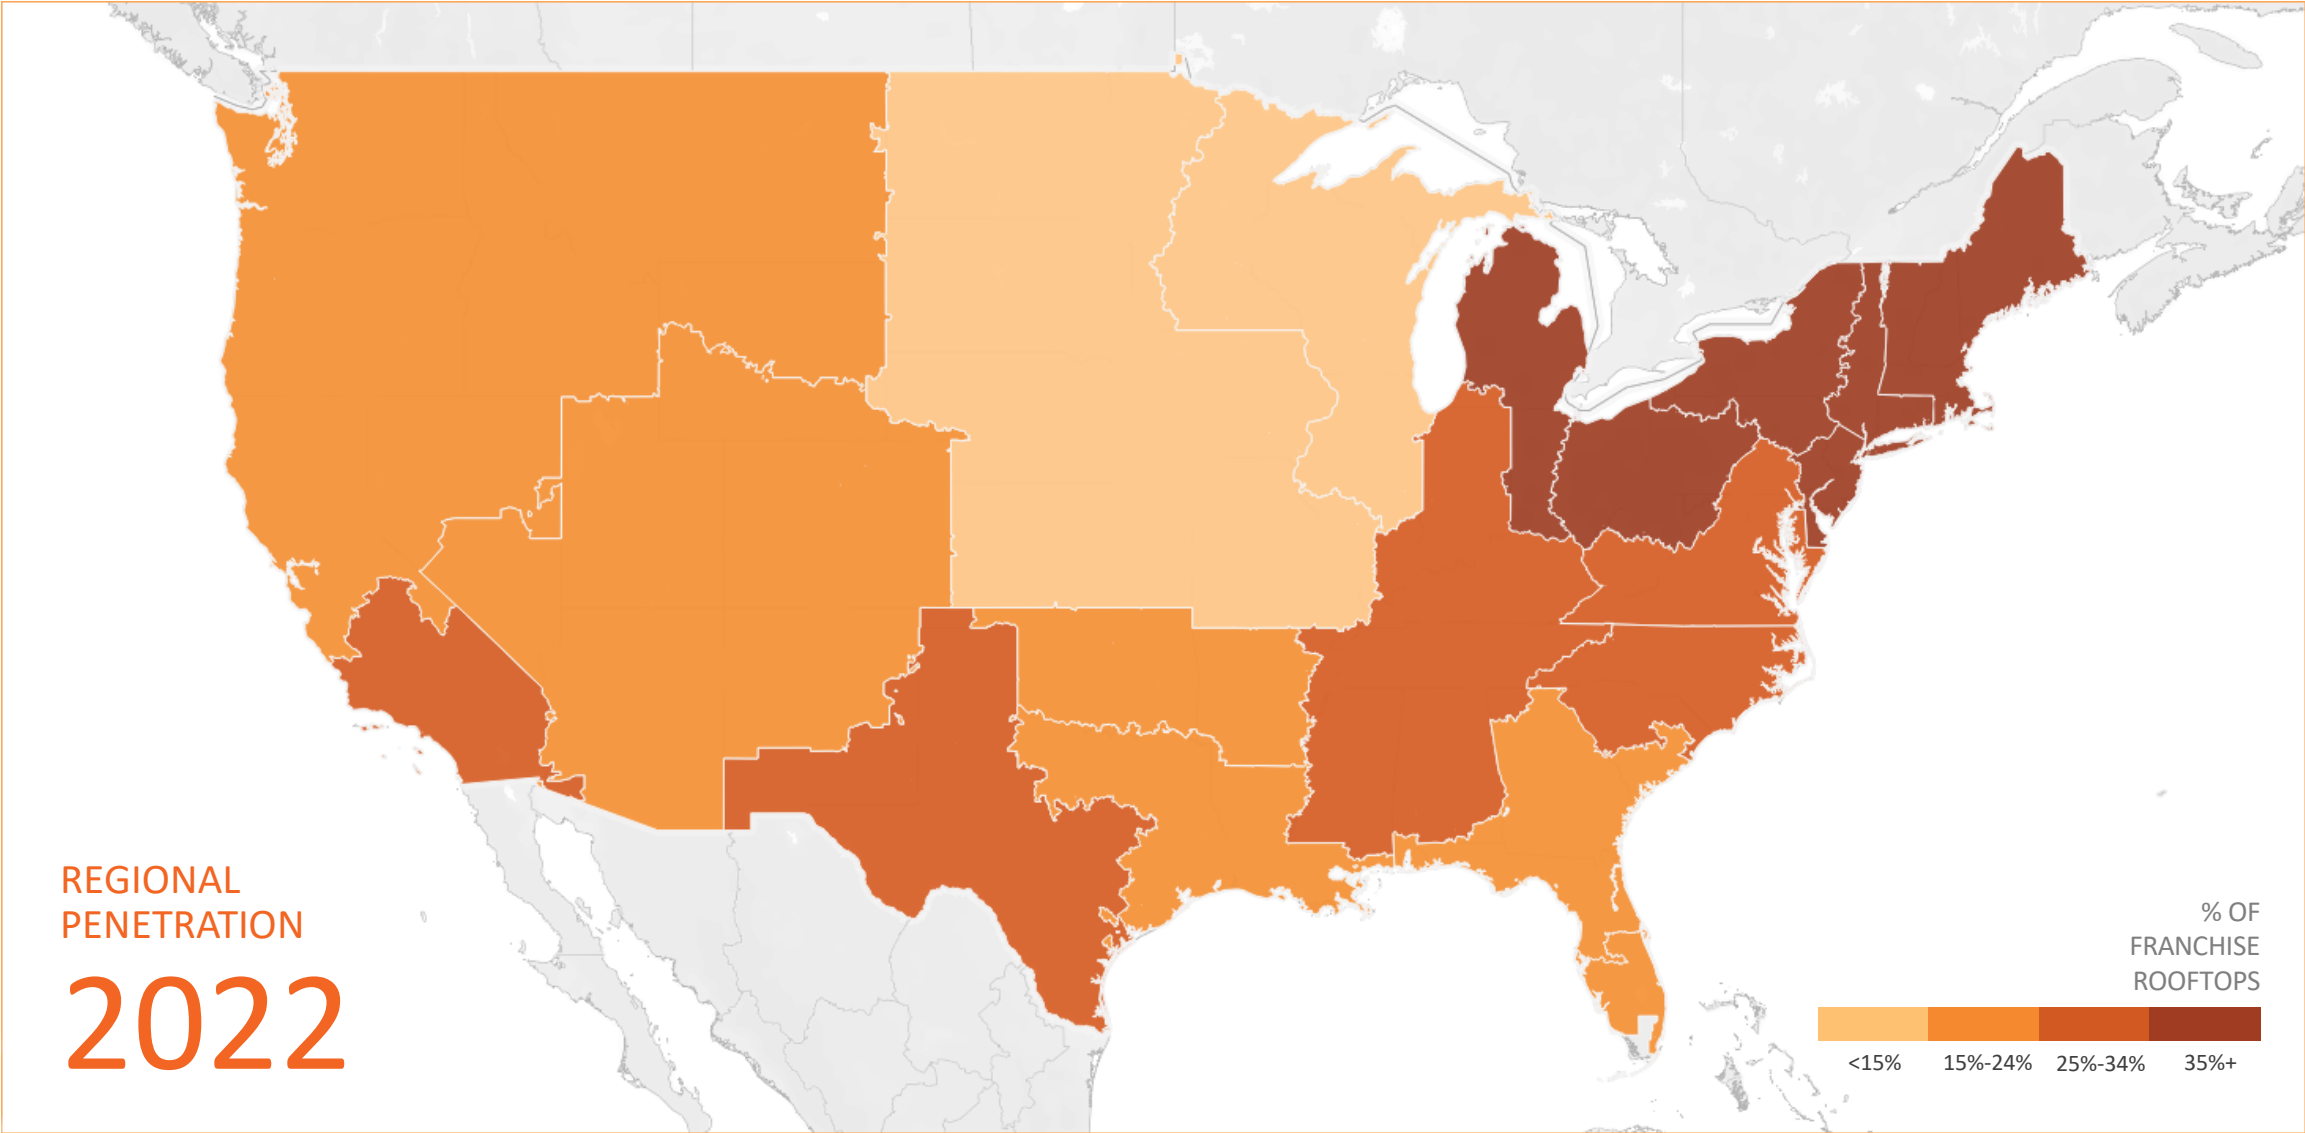 REGIONAL
PENETRATION
2022
% OF
FRANCHISE
ROOFTOPS
<15%
15%-24%
25%-34%
35%+